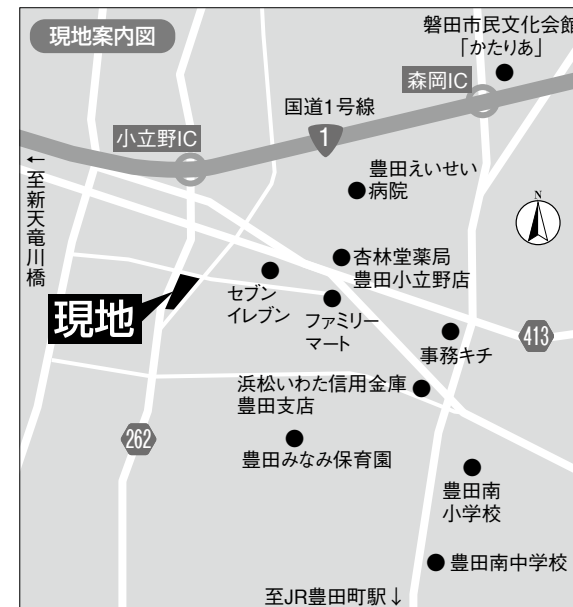 現地案内図
磐田市民文化会館
「かたりあ」
森岡IC
国道1号線
1
小立野IC
←至新天竜川橋
豊田えいせい
病院
N
杏林堂薬局
豊田小立野店
セブン
イレブン
現地
ファミリー
マート
413
事務キチ
浜松いわた信用金庫
豊田支店
262
豊田みなみ保育園
豊田南
小学校
豊田南中学校
至JR豊田町駅↓